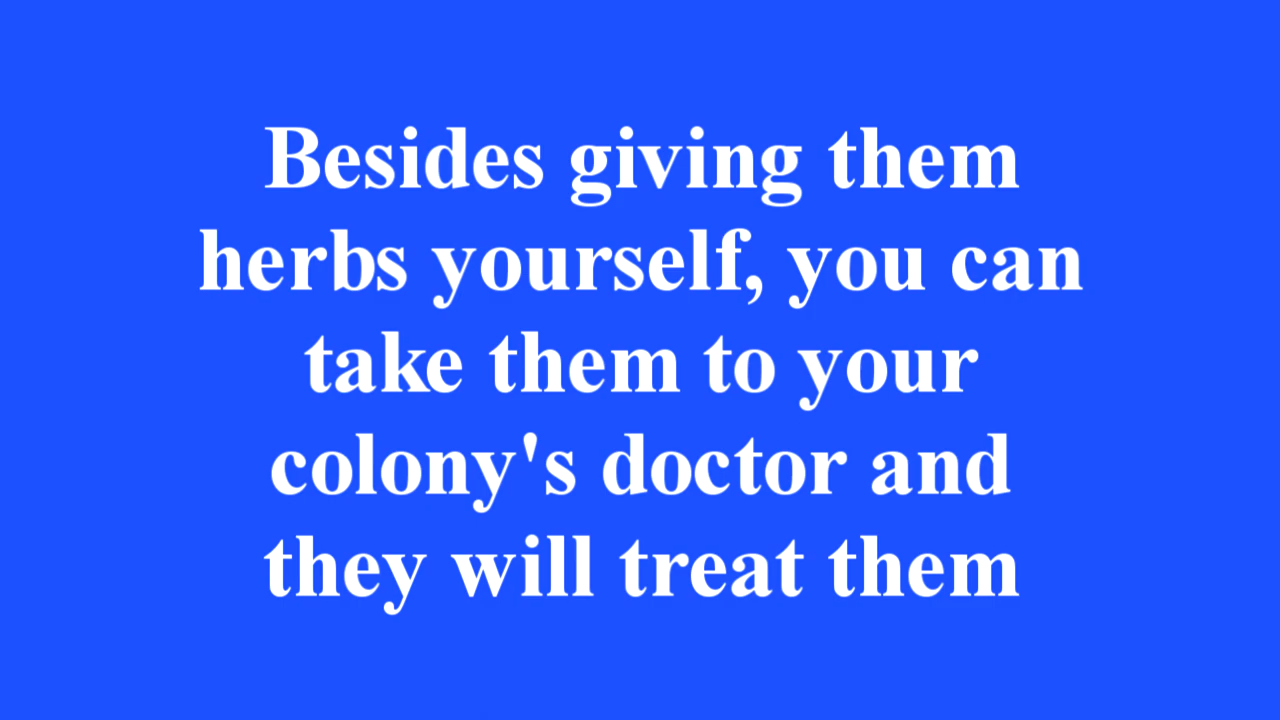 Besides giving them
herbs yourself, you can
take them to your
colony's doctor and
they will treat them